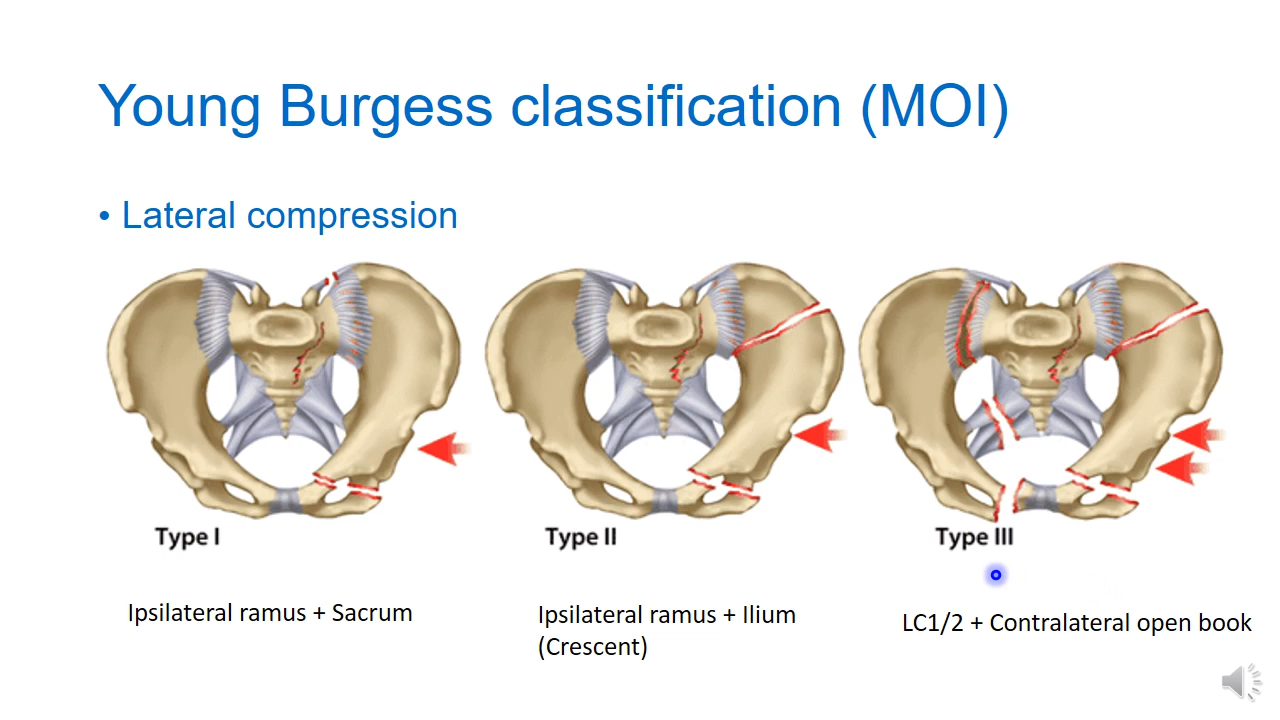 Young Burgess classification (MOI)
• Lateral compression
Type I
Type II
Type III
Ipsilateral ramus + Sacrum
Ipsilateral ramus + Ilium
(Crescent)
LC1/2 + Contralateral open book